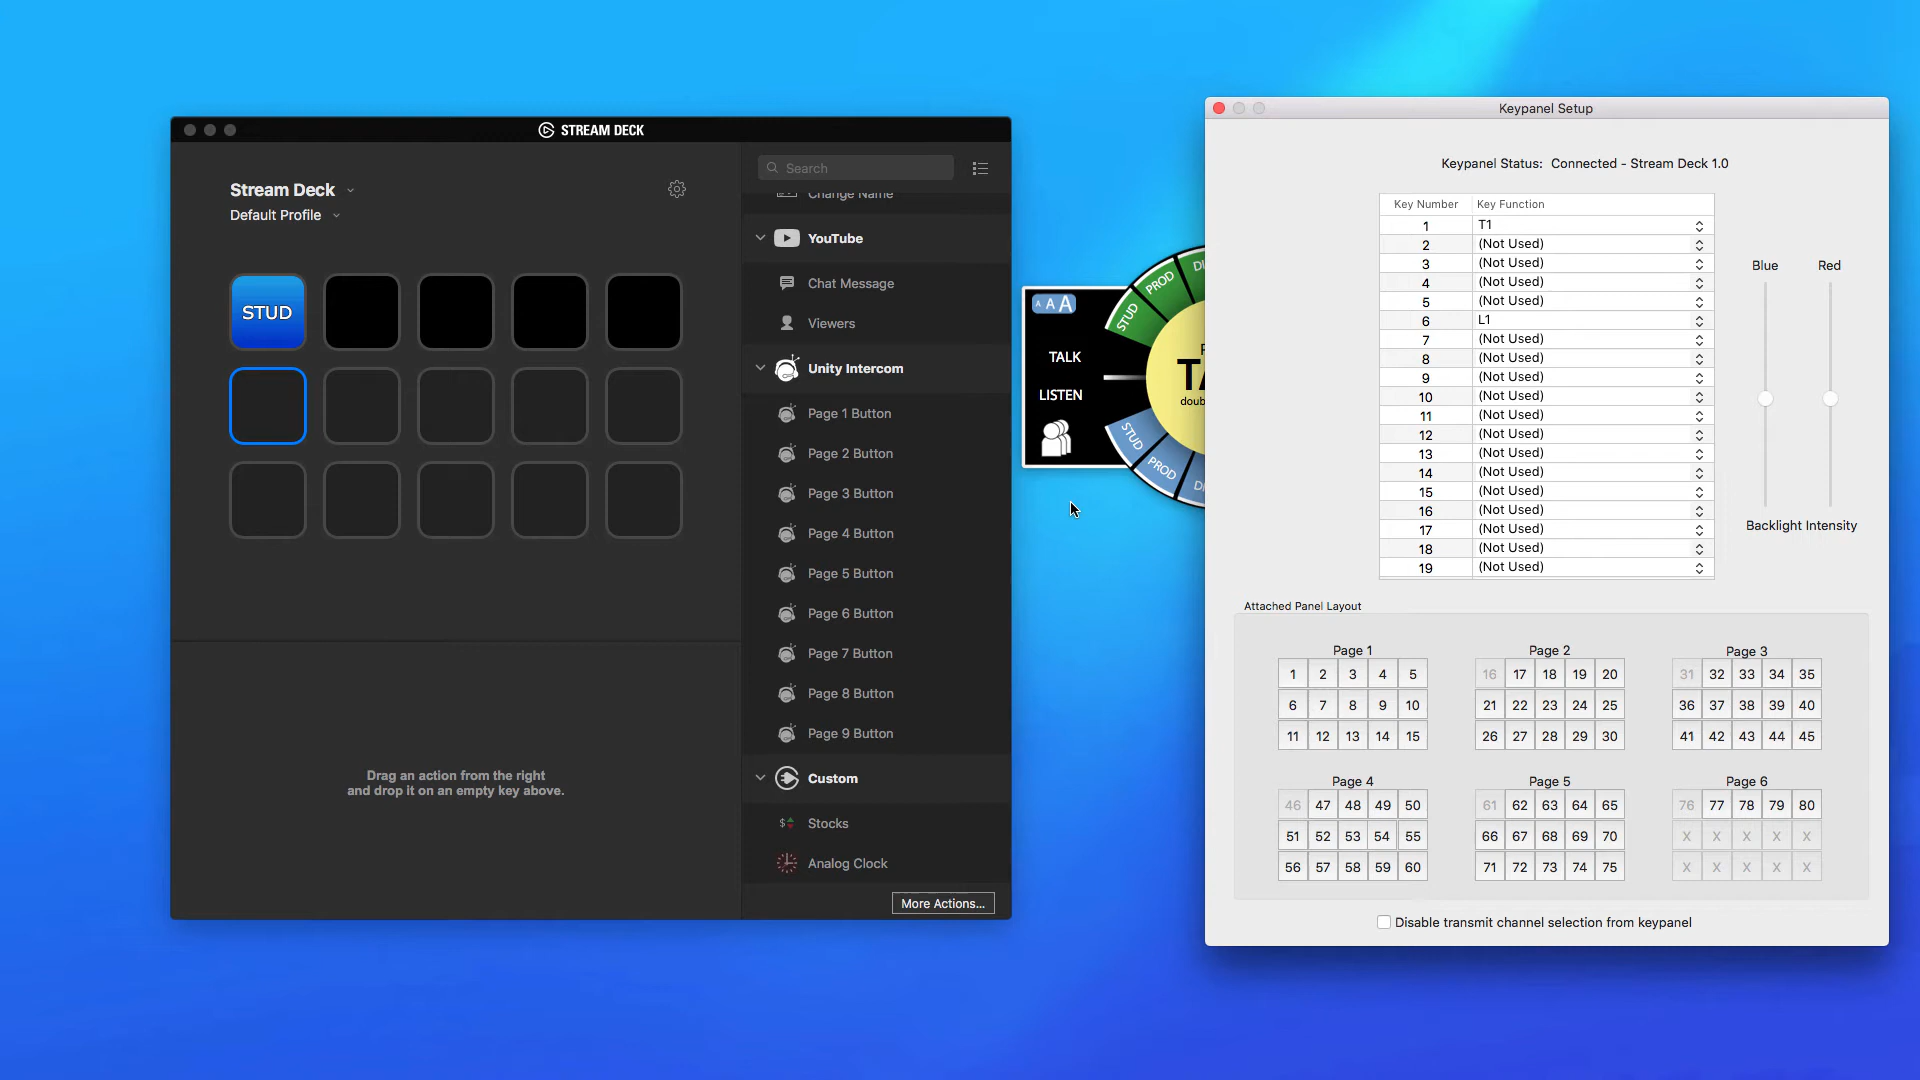 STREAM DECK
Stream Deck
Default Profile
STUD
Drag an action from the right
and drop it on an empty key above.
Search
Change Name
YouTube
Chat Message
Viewers
Unity Intercom
Page 1 Button
Page 2 Button
Page 3 Button
Page 4 Button
Page 5 Button
Page 6 Button
Page 7 Button
Page 8 Button
Page 9 Button
Custom
Stocks
Analog Clock
More Actions...
A A A
TALK
LISTEN
STUD
PROD
STUD
PROD
Keypanel Setup
Keypanel Status: Connected - Stream Deck 1.0
Key Number Key Function
1 T1
2 (Not Used)
3 (Not Used)
4 (Not Used)
5 (Not Used)
6 L1
7 (Not Used)
8 (Not Used)
9 (Not Used)
10 (Not Used)
11 (Not Used)
12 (Not Used)
13 (Not Used)
14 (Not Used)
15 (Not Used)
16 (Not Used)
17 (Not Used)
18 (Not Used)
19 (Not Used)
Blue Red
Backlight Intensity
Attached Panel Layout
Page 1
1 2 3 4 5
6 7 8 9 10
11 12 13 14 15
Page 2
16 17 18 19 20
21 22 23 24 25
26 27 28 29 30
Page 3
31 32 33 34 35
36 37 38 39 40
41 42 43 44 45
Page 4
46 47 48 49 50
51 52 53 54 55
56 57 58 59 60
Page 5
61 62 63 64 65
66 67 68 69 70
71 72 73 74 75
Page 6
76 77 78 79 80
X X X X X
X X X X X
Disable transmit channel selection from keypanel